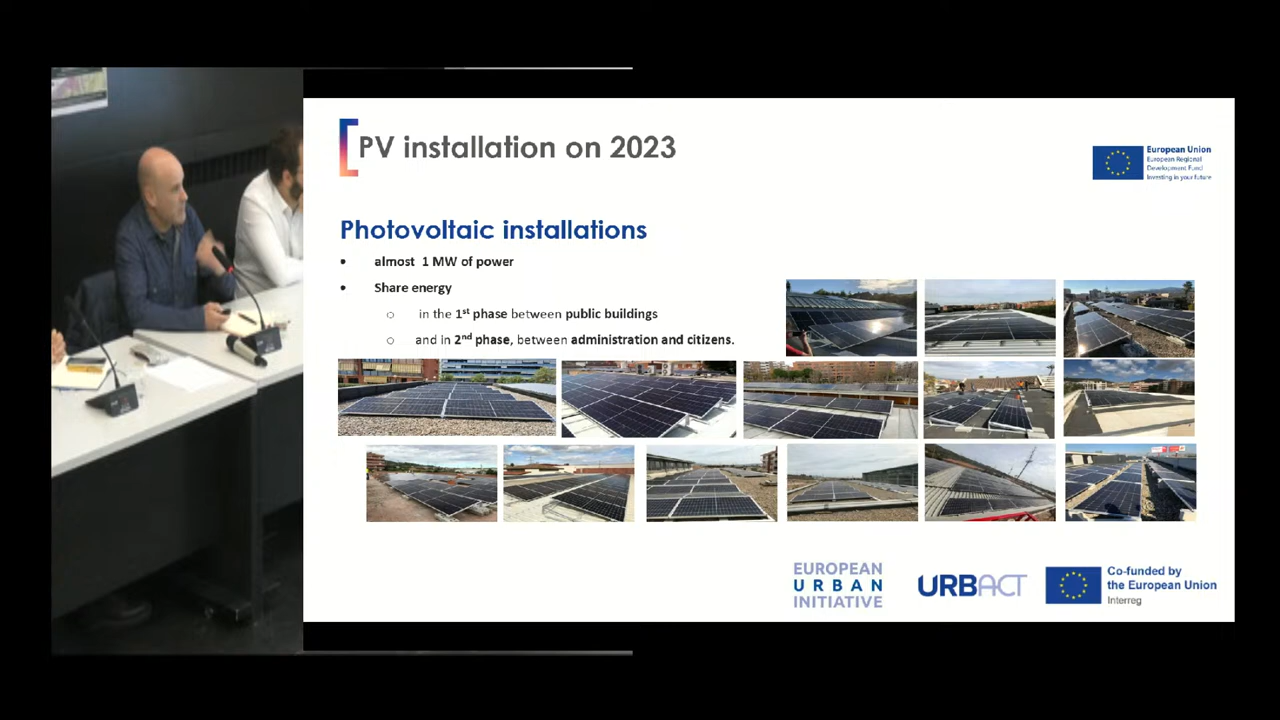 PV installation on 2023
European Union
European Regional
Development Fund
Investing in your future
Photovoltaic installations
• almost 1 MW of power
• Share energy
○ in the 1st phase between public buildings
○ and in 2nd phase, between administration and citizens.
EUROPEAN
URBAN
INITIATIVE
URBACT
Co-funded by
the European Union
Interreg